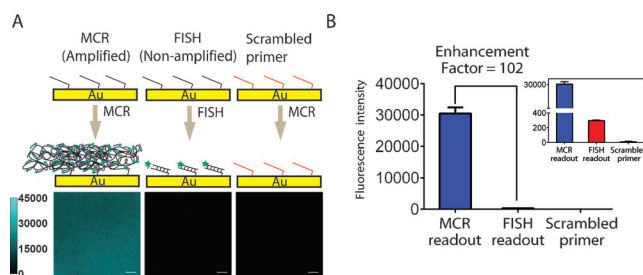 A
MCR
(Amplified)
FISH
(Non-amplified)
Scrambled
primer
Au
Au
Au
MCR
FISH
MCR
Au
Au
Au
45000
30000
15000
0
B
Enhancement
Factor = 102
Fluorescence intensity
40000
30000
20000
10000
0
MCR
readout
FISH
readout
Scrambled
primer
30000
400
200
0
MCR
readout
FISH
readout
Scramble
primer